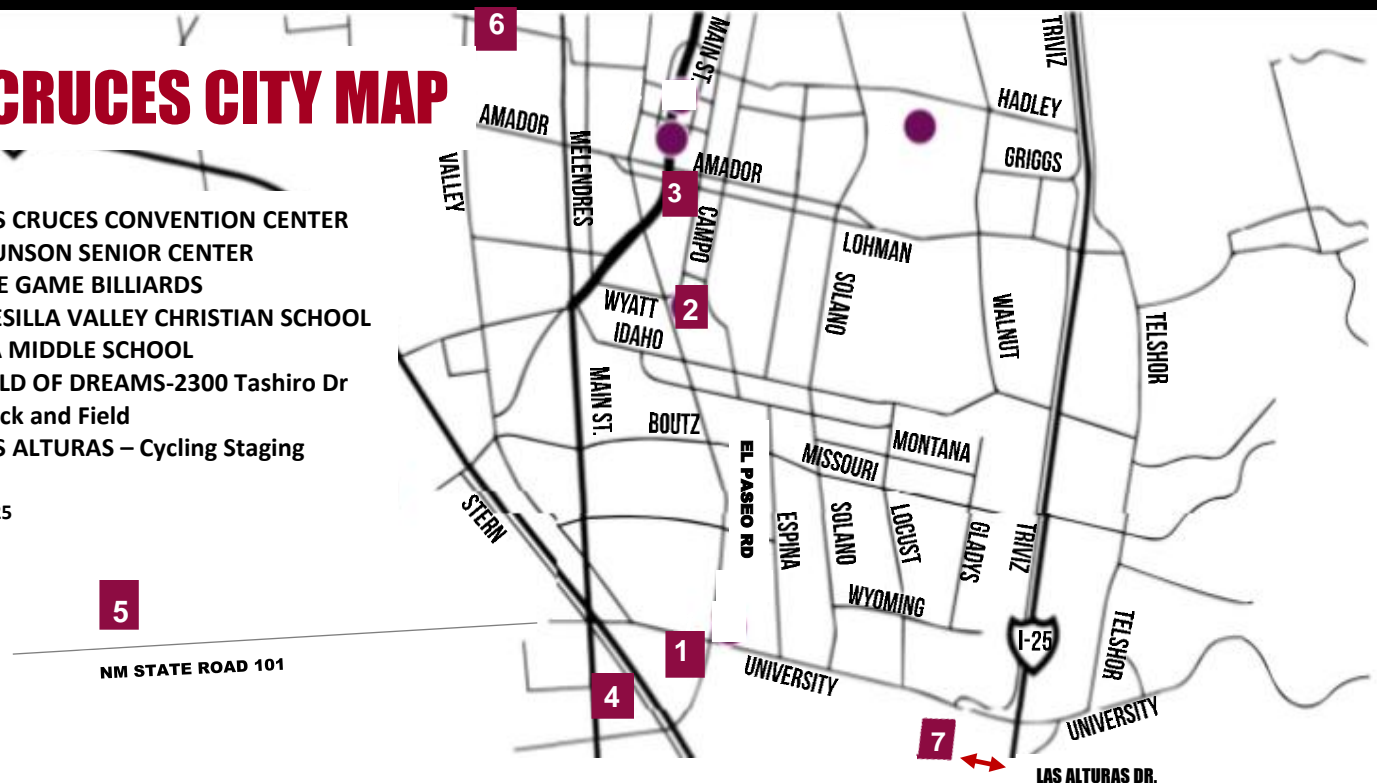 6
MAIN ST.
TRIVIZ
CRUCES CITY MAP
HADLEY
AMADOR
MELENDRES
GRIGGS
VALLEY
AMADOR
3
CAMPO
S CRUCES CONVENTION CENTER
UNSON SENIOR CENTER
E GAME BILLIARDS
ESILLA VALLEY CHRISTIAN SCHOOL
A MIDDLE SCHOOL
LD OF DREAMS-2300 Tashiro Dr
ck and Field
S ALTURAS – Cycling Staging
25
LOHMAN
SOLANO
WYATT
2
WALNUT
IDAHO
TELSHOR
MAIN ST.
BOUTZ
MONTANA
MISSOURI
EL PASEO RD
STERN
ESPINA
SOLANO
LOCUST
GLADYS
TRIVIZ
WYOMING
5
I-25
TELSHOR
1
NM STATE ROAD 101
UNIVERSITY
4
UNIVERSITY
7
LAS ALTURAS DR.